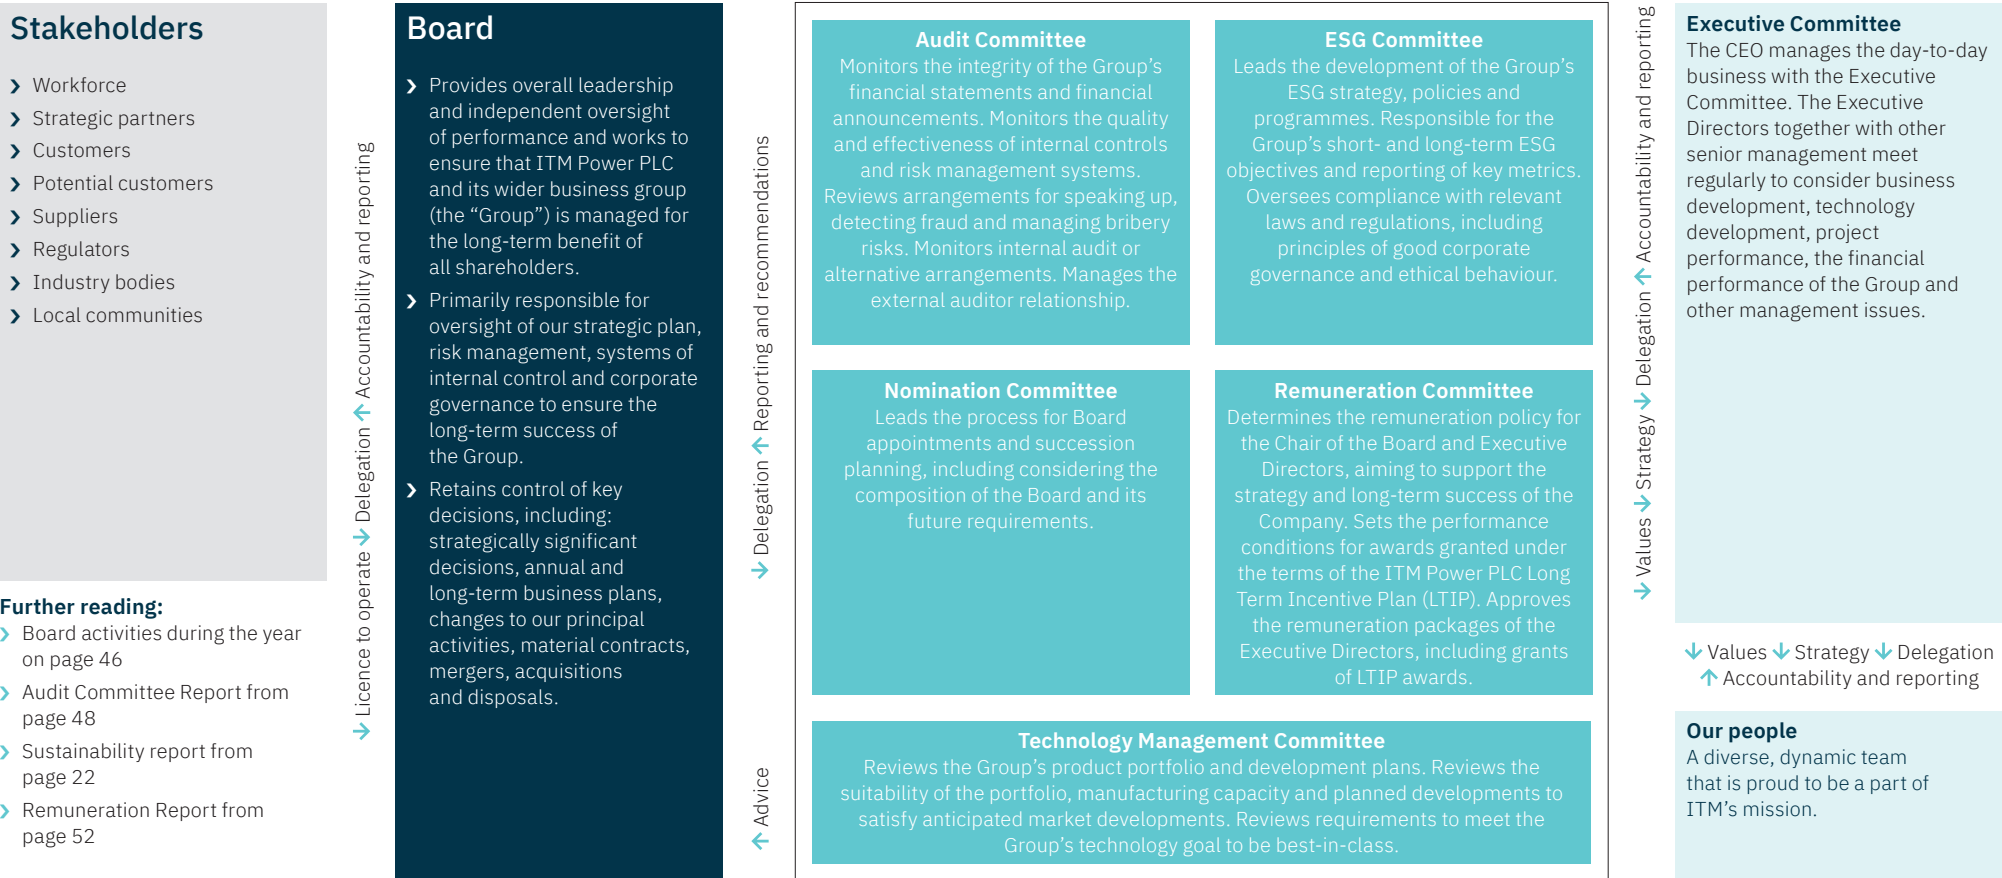 Stakeholders
Workforce
Strategic partners
Customers
Potential customers
Suppliers
Regulators
Industry bodies
Local communities
Further reading:
Board activities during the year
on page 46
Audit Committee Report from
page 48
Sustainability report from
page 22
Remuneration Report from
page 52
→ Licence to operate → Delegation ← Accountability and reporting
Board
Provides overall leadership
and independent oversight
of performance and works to
ensure that ITM Power PLC
and its wider business group
(the “Group”) is managed for
the long-term benefit of
all shareholders.
Primarily responsible for
oversight of our strategic plan,
risk management, systems of
internal control and corporate
governance to ensure the
long-term success of
the Group.
Retains control of key
decisions, including:
strategically significant
decisions, annual and
long-term business plans,
changes to our principal
activities, material contracts,
mergers, acquisitions
and disposals.
→ Delegation ← Reporting and recommendations
← Advice
Audit Committee
Monitors the integrity of the Group’s
financial statements and financial
announcements. Monitors the quality
and effectiveness of internal controls
and risk management systems.
Reviews arrangements for speaking up,
detecting fraud and managing bribery
risks. Monitors internal audit or
alternative arrangements. Manages the
external auditor relationship.
ESG Committee
Leads the development of the Group’s
ESG strategy, policies and
programmes. Responsible for the
Group’s short- and long-term ESG
objectives and reporting of key metrics.
Oversees compliance with relevant
laws and regulations, including
principles of good corporate
governance and ethical behaviour.
Nomination Committee
Leads the process for Board
appointments and succession
planning, including considering the
composition of the Board and its
future requirements.
Remuneration Committee
Determines the remuneration policy for
the Chair of the Board and Executive
Directors, aiming to support the
strategy and long-term success of the
Company. Sets the performance
conditions for awards granted under
the terms of the ITM Power PLC Long
Term Incentive Plan (LTIP). Approves
the remuneration packages of the
Executive Directors, including grants
of LTIP awards.
Technology Management Committee
Reviews the Group’s product portfolio and development plans. Reviews the
suitability of the portfolio, manufacturing capacity and planned developments to
satisfy anticipated market developments. Reviews requirements to meet the
Group’s technology goal to be best-in-class.
→ Values → Strategy → Delegation ← Accountability and reporting
Executive Committee
The CEO manages the day-to-day
business with the Executive
Committee. The Executive
Directors together with other
senior management meet
regularly to consider business
development, technology
development, project
performance, the financial
performance of the Group and
other management issues.
↓ Values ↓ Strategy ↓ Delegation
↑ Accountability and reporting
Our people
A diverse, dynamic team
that is proud to be a part of
ITM’s mission.